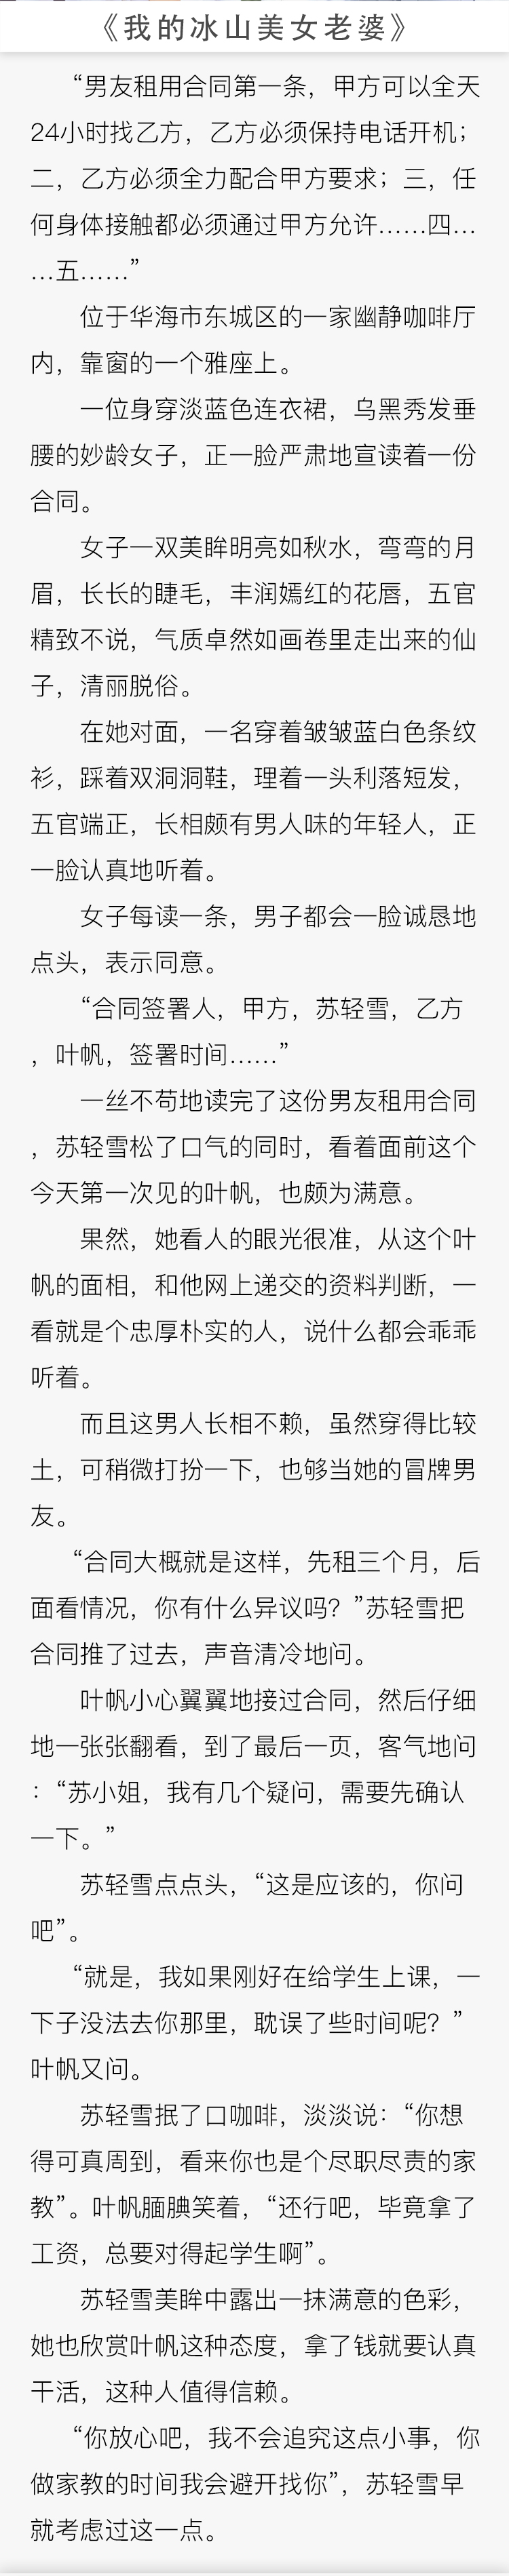 《我的冰山美女老婆》
“男友租用合同第一条，甲方可以全天
24小时找乙方，乙方必须保持电话开机；
二，乙方必须全力配合甲方要求；三，任
何身体接触都必须通过甲方允许……四…
…五……”
位于华海市东城区的一家幽静咖啡厅
内，靠窗的一个雅座上。
一位身穿淡蓝色连衣裙，乌黑秀发垂
腰的妙龄女子，正一脸严肃地宣读着一份
合同。
女子一双美眸明亮如秋水，弯弯的月
眉，长长的睫毛，丰润嫣红的花唇，五官
精致不说，气质卓然如画卷里走出来的仙
子，清丽脱俗。
在她对面，一名穿着皱皱蓝白色条纹
衫，踩着双洞洞鞋，理着一头利落短发，
五官端正，长相颇有男人味的年轻人，正
一脸认真地听着。
女子每读一条，男子都会一脸诚恳地
点头，表示同意。
“合同签署人，甲方，苏轻雪，乙方
，叶帆，签署时间……”
一丝不苟地读完了这份男友租用合同
，苏轻雪松了口气的同时，看着面前这个
今天第一次见的叶帆，也颇为满意。
果然，她看人的眼光很准，从这个叶
帆的面相，和他网上递交的资料判断，一
看就是个忠厚朴实的人，说什么都会乖乖
听着。
而且这男人长相不赖，虽然穿得比较
土，可稍微打扮一下，也够当她的冒牌男
友。
“合同大概就是这样，先租三个月，后
面看情况，你有什么异议吗？”苏轻雪把
合同推了过去，声音清冷地问。
叶帆小心翼翼地接过合同，然后仔细
地一张张翻看，到了最后一页，客气地问
：“苏小姐，我有几个疑问，需要先确认
一下。”
苏轻雪点点头，“这是应该的，你问
吧”。
“就是，我如果刚好在给学生上课，一
下子没法去你那里，耽误了些时间呢？”
叶帆又问。
苏轻雪抿了口咖啡，淡淡说：“你想
得可真周到，看来你也是个尽职尽责的家
教”。叶帆腼腆笑着，“还行吧，毕竟拿了
工资，总要对得起学生啊”。
苏轻雪美眸中露出一抹满意的色彩，
她也欣赏叶帆这种态度，拿了钱就要认真
干活，这种人值得信赖。
“你放心吧，我不会追究这点小事，你
做家教的时间我会避开找你”，苏轻雪早
就考虑过这一点。